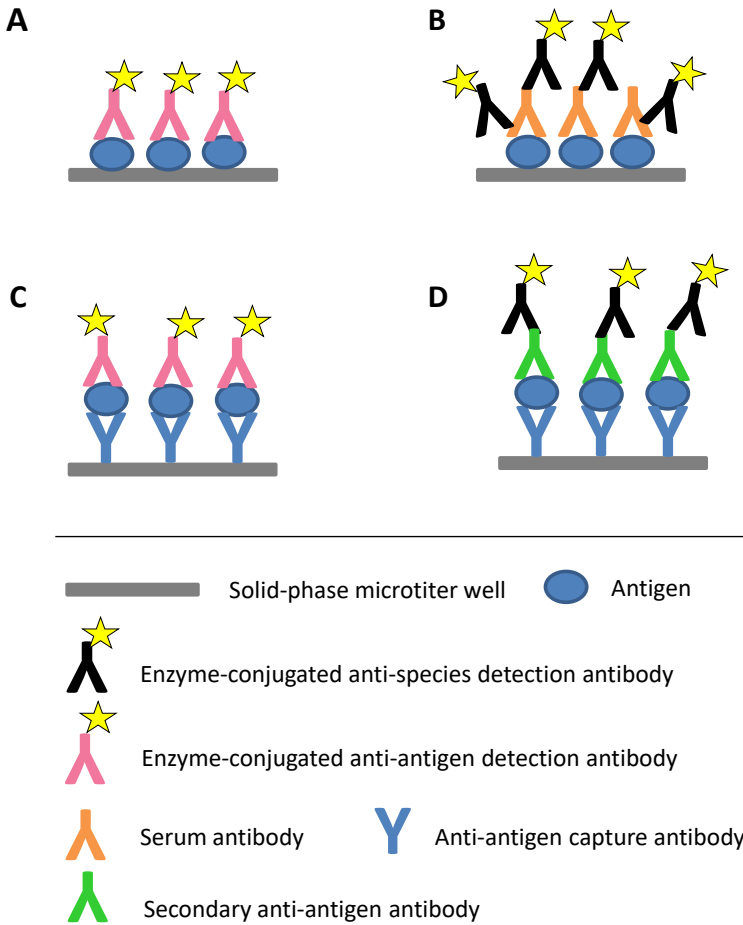 A
B
C
D
Solid-phase microtiter well
Antigen
Enzyme-conjugated anti-species detection antibody
Enzyme-conjugated anti-antigen detection antibody
Serum antibody
Anti-antigen capture antibody
Secondary anti-antigen antibody